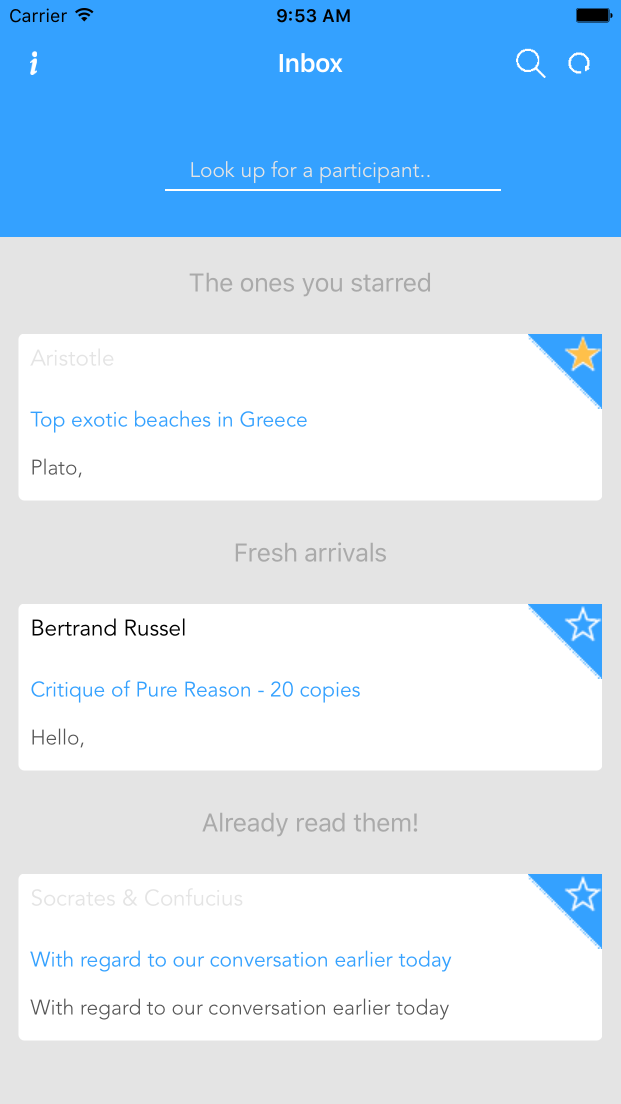 Carrier 9:53 AM
i Inbox
Look up for a participant..
The ones you starred
Aristotle
Top exotic beaches in Greece
Plato,
Fresh arrivals
Bertrand Russel
Critique of Pure Reason - 20 copies
Hello,
Already read them!
Socrates & Confucius
With regard to our conversation earlier today
With regard to our conversation earlier today